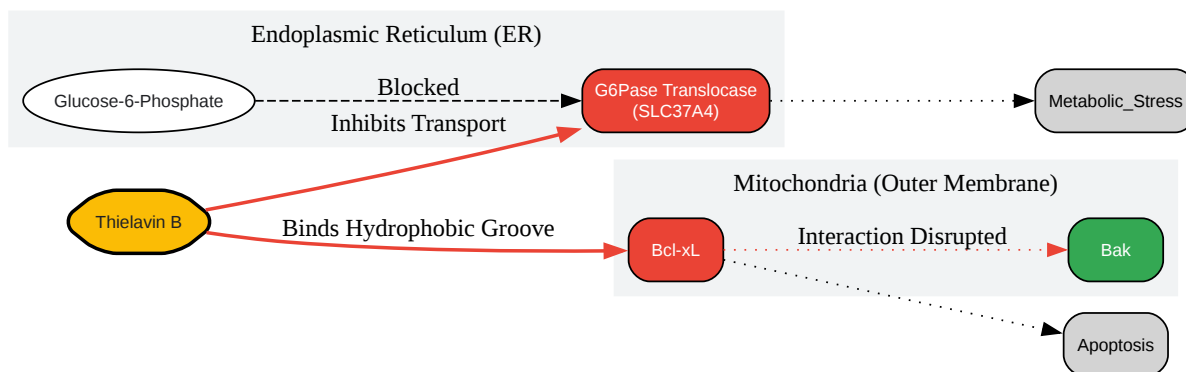 Endoplasmic Reticulum (ER)
Glucose-6-Phosphate
Blocked
G6Pase Translocase
(SLC37A4)
Metabolic_Stress
Inhibits Transport
Mitochondria (Outer Membrane)
Thielavin B
Binds Hydrophobic Groove
Bcl-xL
Interaction Disrupted
Bak
Apoptosis